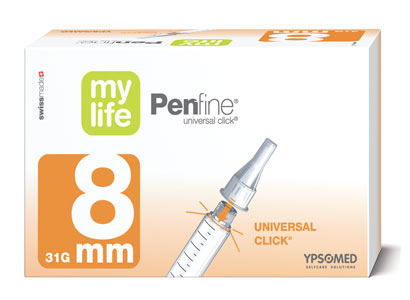 my
life
Penfine®
universal click®
swissmade
8
31G mm
UNIVERSAL
CLICK®
YPSOMED
SELFCARE SOLUTIONS